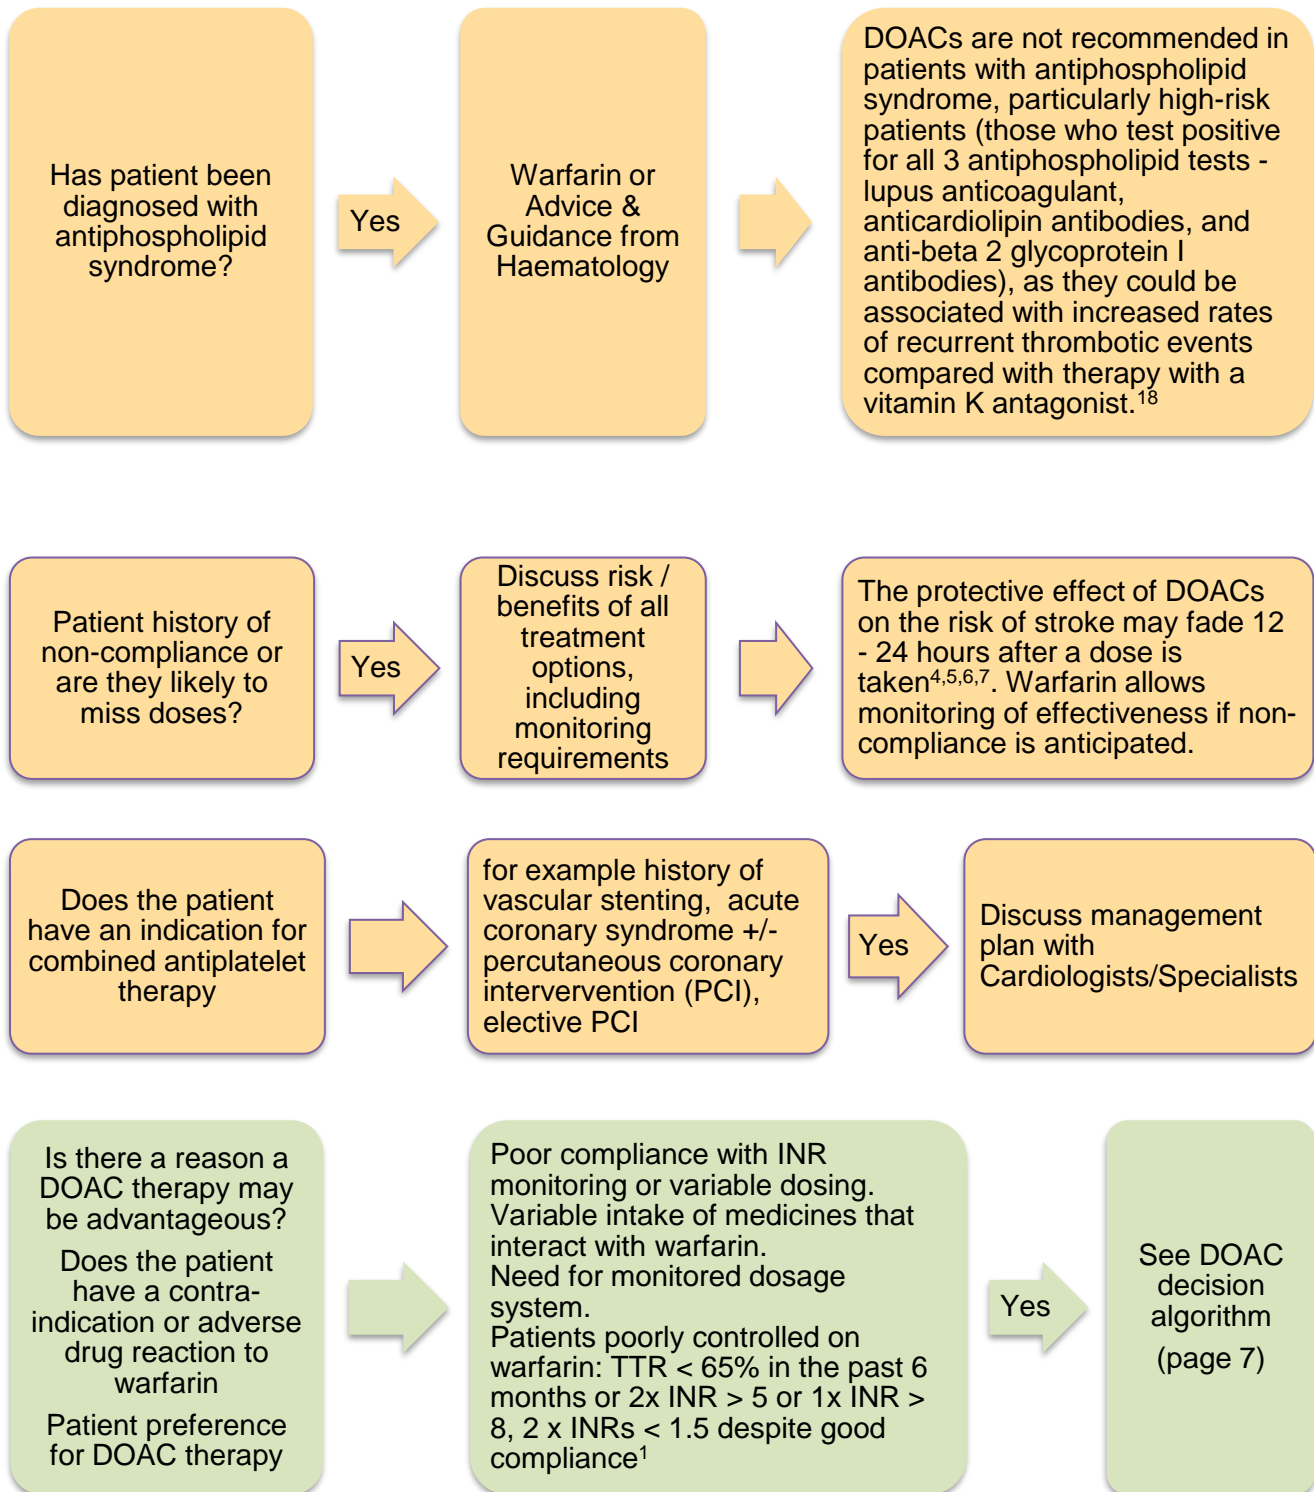 Has patient been
diagnosed with
antiphospholipid
syndrome?
Yes
Warfarin or
Advice &
Guidance from
Haematology
DOACs are not recommended in
patients with antiphospholipid
syndrome, particularly high-risk
patients (those who test positive
for all 3 antiphospholipid tests -
lupus anticoagulant,
anticardiolipin antibodies, and
anti-beta 2 glycoprotein I
antibodies), as they could be
associated with increased rates
of recurrent thrombotic events
compared with therapy with a
vitamin K antagonist.18
Patient history of
non-compliance or
are they likely to
miss doses?
Yes
Discuss risk /
benefits of all
treatment
options,
including
monitoring
requirements
The protective effect of DOACs
on the risk of stroke may fade 12
- 24 hours after a dose is
taken4,5,6,7. Warfarin allows
monitoring of effectiveness if non-
compliance is anticipated.
Does the patient
have an indication for
combined antiplatelet
therapy
for example history of
vascular stenting, acute
coronary syndrome +/-
percutaneous coronary
intervervention (PCI),
elective PCI
Yes
Discuss management
plan with
Cardiologists/Specialists
Is there a reason a
DOAC therapy may
be advantageous?
Does the patient
have a contra-
indication or adverse
drug reaction to
warfarin
Patient preference
for DOAC therapy
Poor compliance with INR
monitoring or variable dosing.
Variable intake of medicines that
interact with warfarin.
Need for monitored dosage
system.
Patients poorly controlled on
warfarin: TTR < 65% in the past 6
months or 2x INR > 5 or 1x INR >
8, 2 x INRs < 1.5 despite good
compliance1
Yes
See DOAC
decision
algorithm
(page 7)